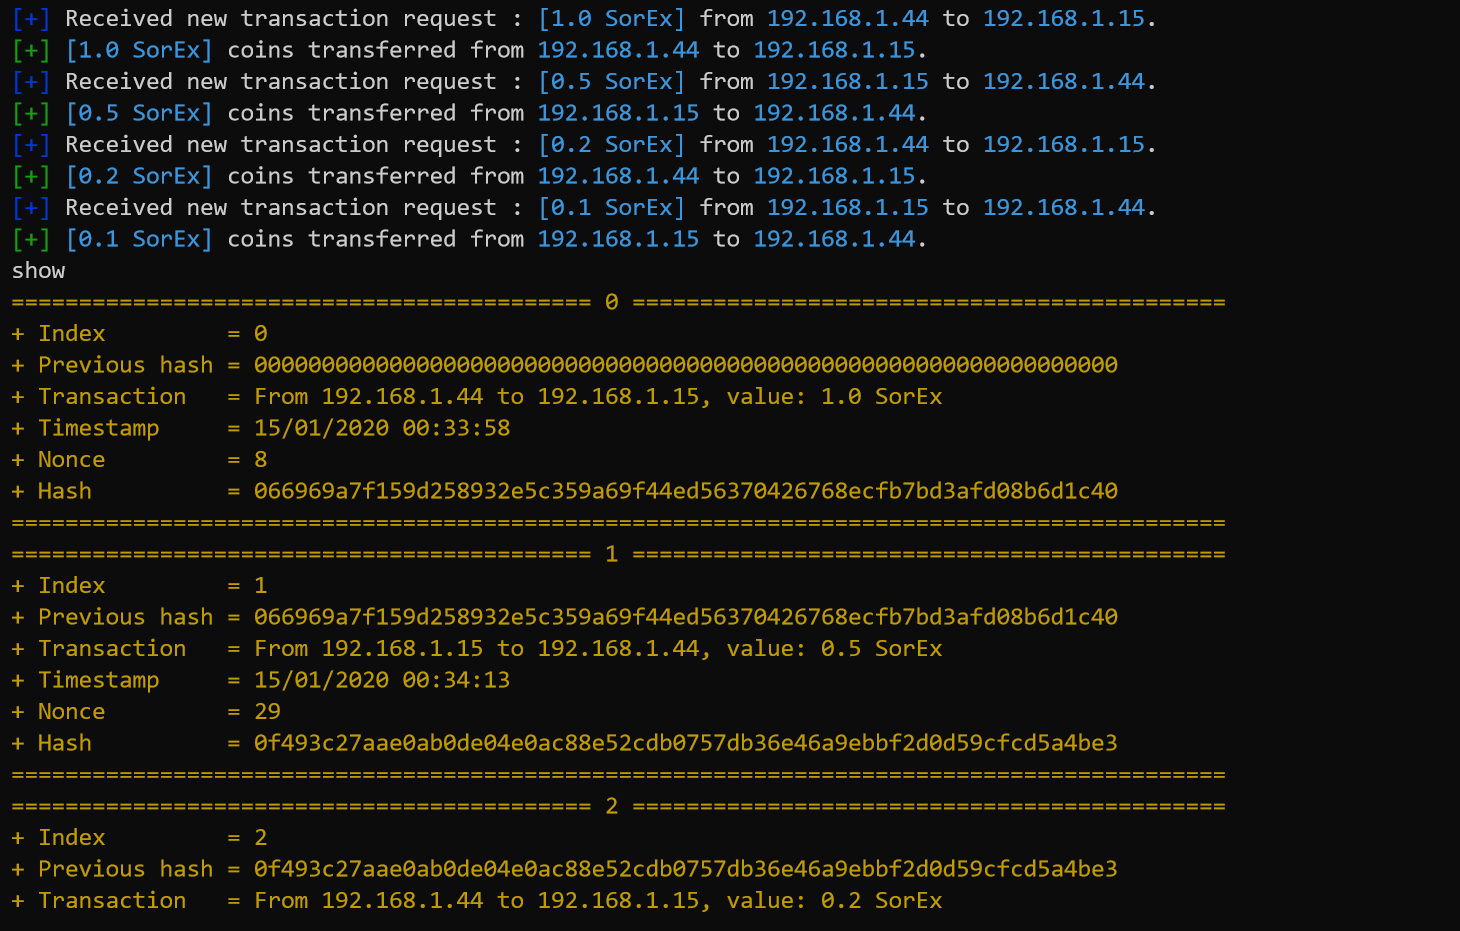 [+] Received new transaction request : [1.0 SorEx] from 192.168.1.44 to 192.168.1.15.
[+] [1.0 SorEx] coins transferred from 192.168.1.44 to 192.168.1.15.
[+] Received new transaction request : [0.5 SorEx] from 192.168.1.15 to 192.168.1.44.
[+] [0.5 SorEx] coins transferred from 192.168.1.15 to 192.168.1.44.
[+] Received new transaction request : [0.2 SorEx] from 192.168.1.44 to 192.168.1.15.
[+] [0.2 SorEx] coins transferred from 192.168.1.44 to 192.168.1.15.
[+] Received new transaction request : [0.1 SorEx] from 192.168.1.15 to 192.168.1.44.
[+] [0.1 SorEx] coins transferred from 192.168.1.15 to 192.168.1.44.
show
=========================================== 0 ============================================
+ Index         = 0
+ Previous hash = 0000000000000000000000000000000000000000000000000000000000000000
+ Transaction   = From 192.168.1.44 to 192.168.1.15, value: 1.0 SorEx
+ Timestamp     = 15/01/2020 00:33:58
+ Nonce         = 8
+ Hash          = 066969a7f159d258932e5c359a69f44ed56370426768ecfb7bd3afd08b6d1c40
==========================================================================================
=========================================== 1 ============================================
+ Index         = 1
+ Previous hash = 066969a7f159d258932e5c359a69f44ed56370426768ecfb7bd3afd08b6d1c40
+ Transaction   = From 192.168.1.15 to 192.168.1.44, value: 0.5 SorEx
+ Timestamp     = 15/01/2020 00:34:13
+ Nonce         = 29
+ Hash          = 0f493c27aae0ab0de04e0ac88e52cdb0757db36e46a9ebbf2d0d59cfcd5a4be3
==========================================================================================
=========================================== 2 ============================================
+ Index         = 2
+ Previous hash = 0f493c27aae0ab0de04e0ac88e52cdb0757db36e46a9ebbf2d0d59cfcd5a4be3
+ Transaction   = From 192.168.1.44 to 192.168.1.15, value: 0.2 SorEx